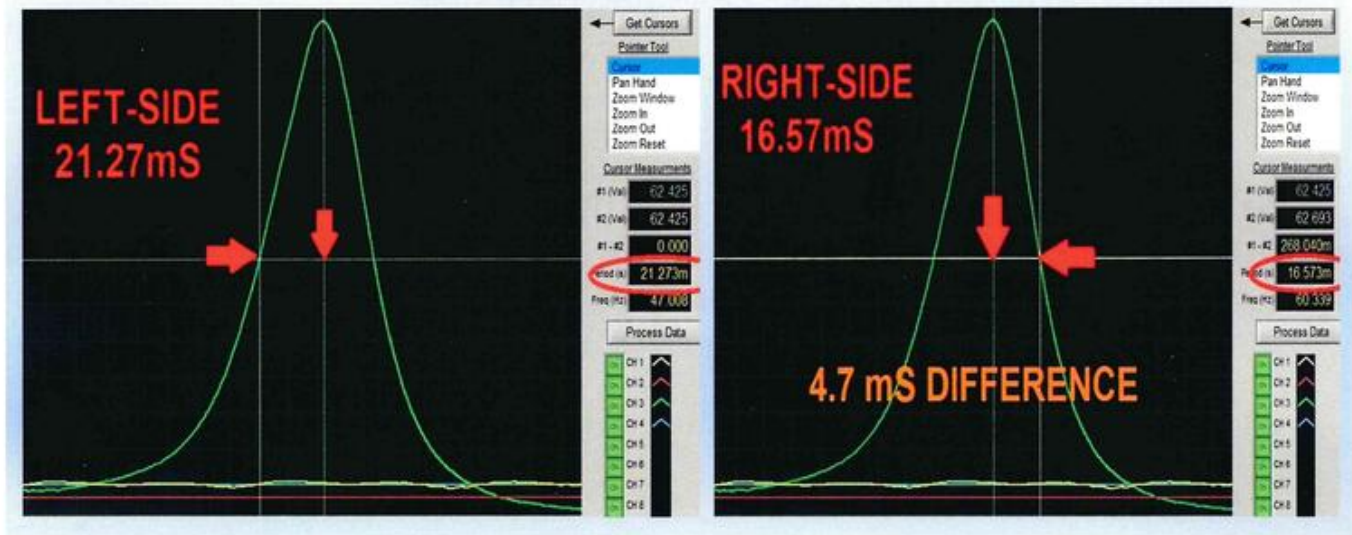 LEFT-SIDE
21.27mS
Get Cursors
Pointer Tool
Cursor
Pan Hand
Zoom Window
Zoom In
Zoom Out
Zoom Reset
Cursor Measurments
#1 (Val) 62.425
#2 (Val) 62.425
#1 - #2 0.000
Period (s) 21.273m
Freq (Hz) 47.008
Process Data
CH 1
CH 2
CH 3
CH 4
CH 5
CH 6
CH 7
CH 8
RIGHT-SIDE
16.57mS
4.7 mS DIFFERENCE
Get Cursors
Pointer Tool
Cursor
Pan Hand
Zoom Window
Zoom In
Zoom Out
Zoom Reset
Cursor Measurments
#1 (Val) 62.425
#2 (Val) 62.693
#1 - #2 268.040m
Period (s) 16.573m
Freq (Hz) 60.339
Process Data
CH 1
CH 2
CH 3
CH 4
CH 5
CH 6
CH 7
CH 8